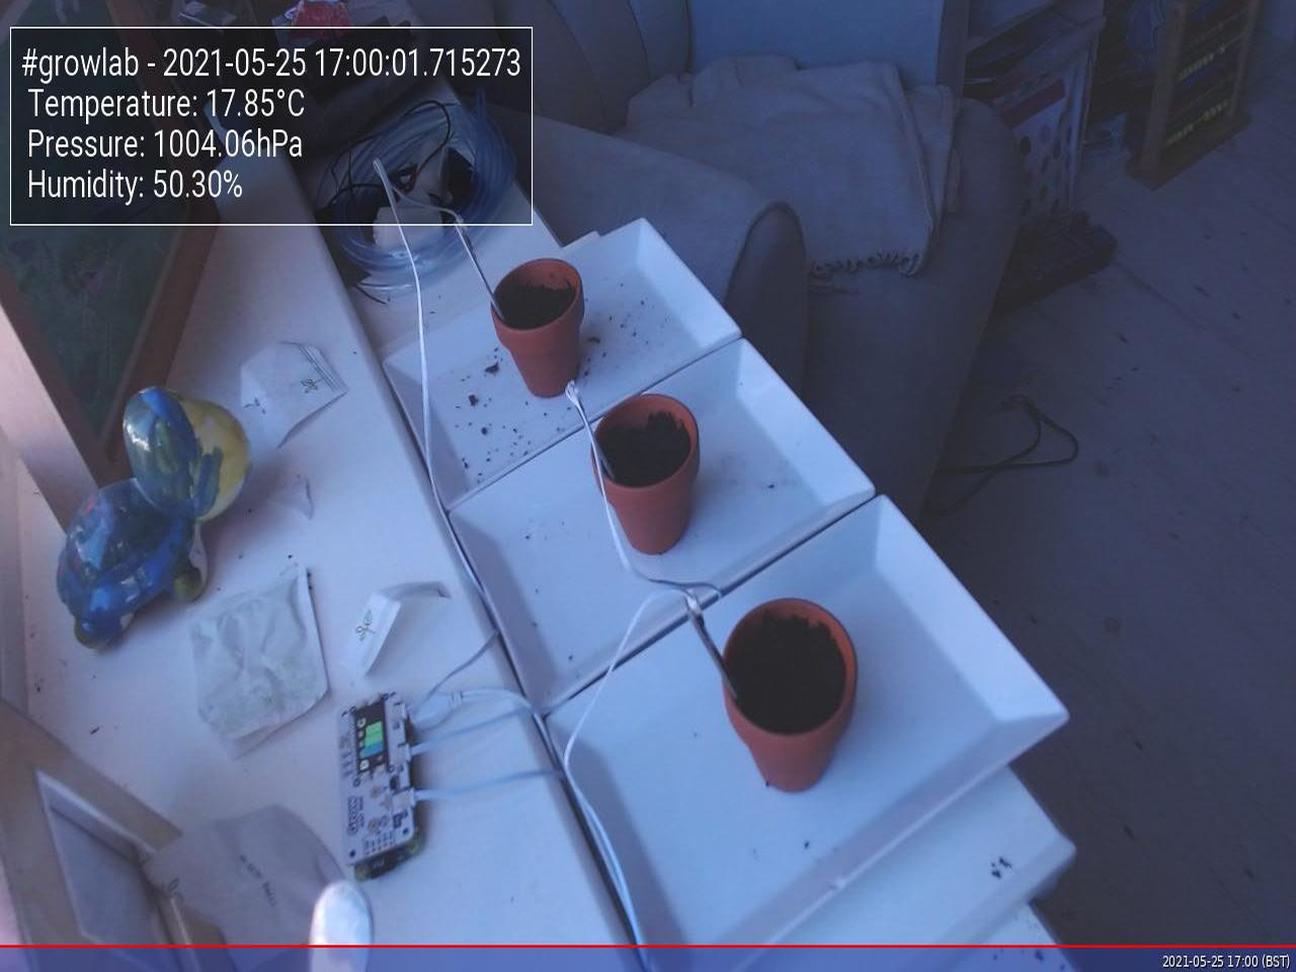 #growlab - 2021-05-25 17:00:01.715273
Temperature: 17.85°C
Pressure: 1004.06hPa
Humidity: 50.30%
2021-05-25 17:00 (BST)